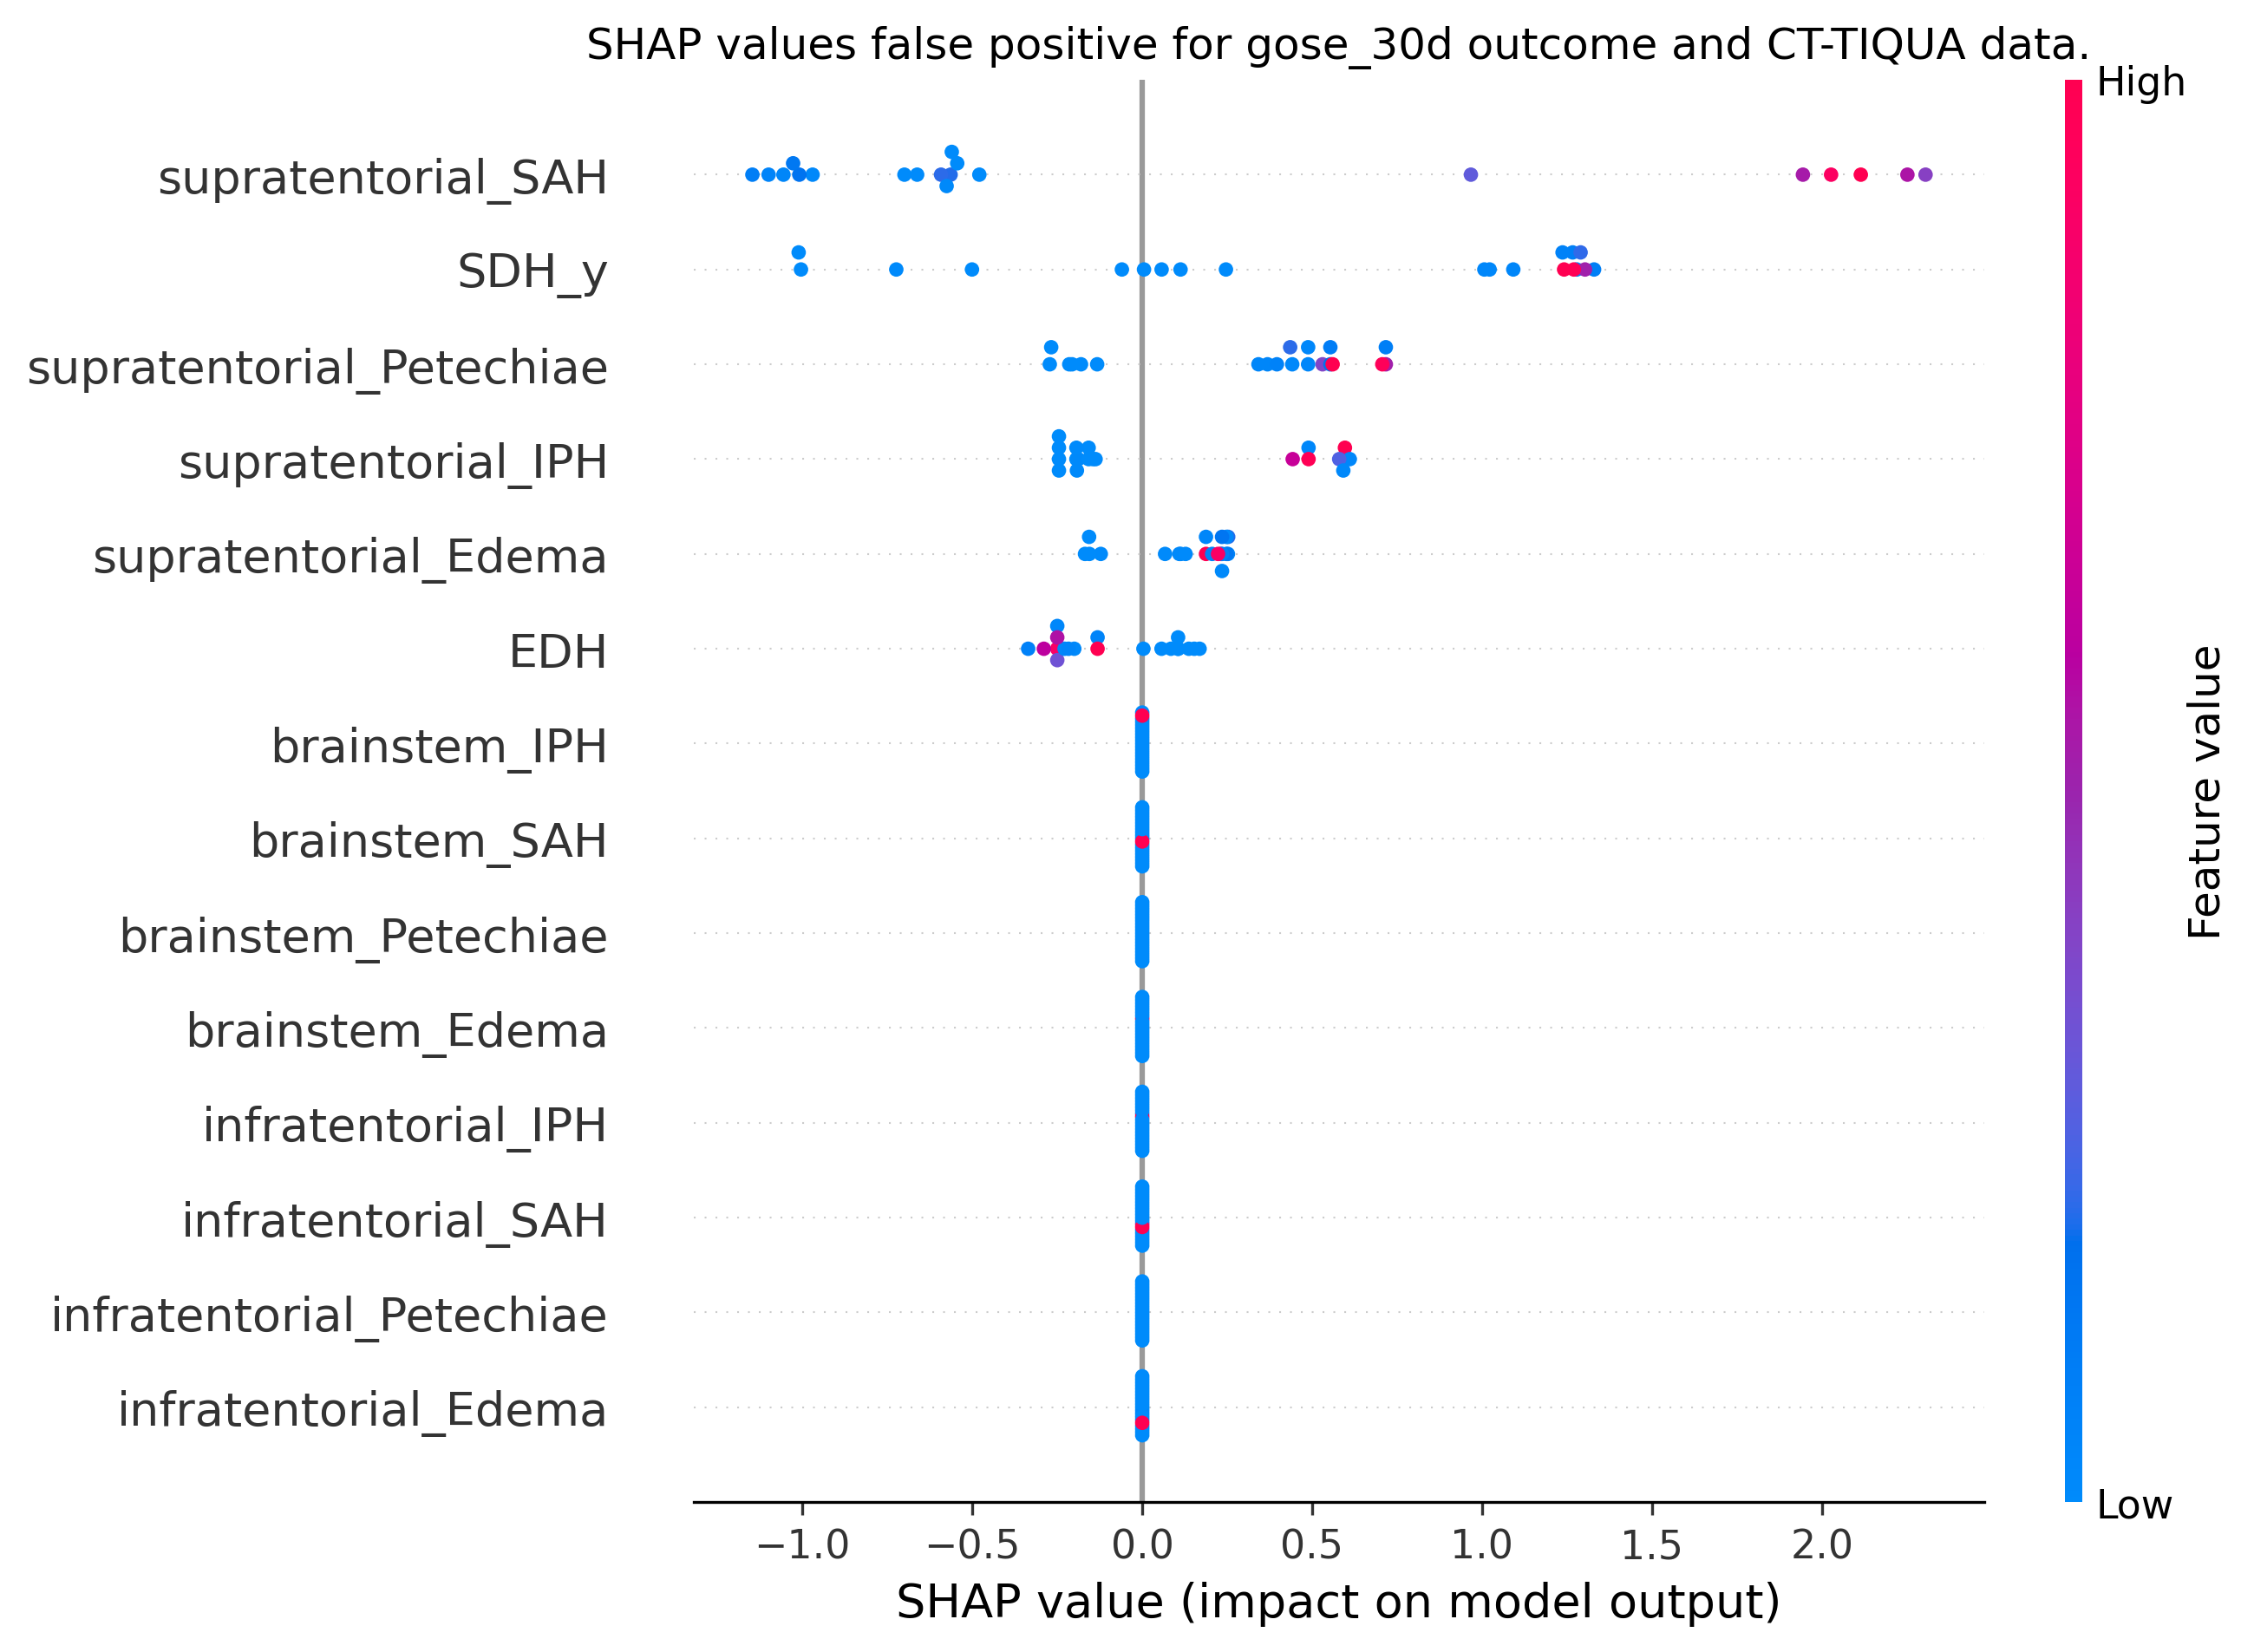 SHAP values false positive for gose_30d outcome and CT-TIQUA data.
High
supratentorial_SAH
SDH_y
supratentorial_Petechiae
supratentorial_IPH
supratentorial_Edema
EDH
brainstem_IPH
brainstem_SAH
brainstem_Petechiae
brainstem_Edema
infratentorial_IPH
infratentorial_SAH
infratentorial_Petechiae
infratentorial_Edema
Feature value
Low
−1.0 −0.5 0.0 0.5 1.0 1.5 2.0
SHAP value (impact on model output)